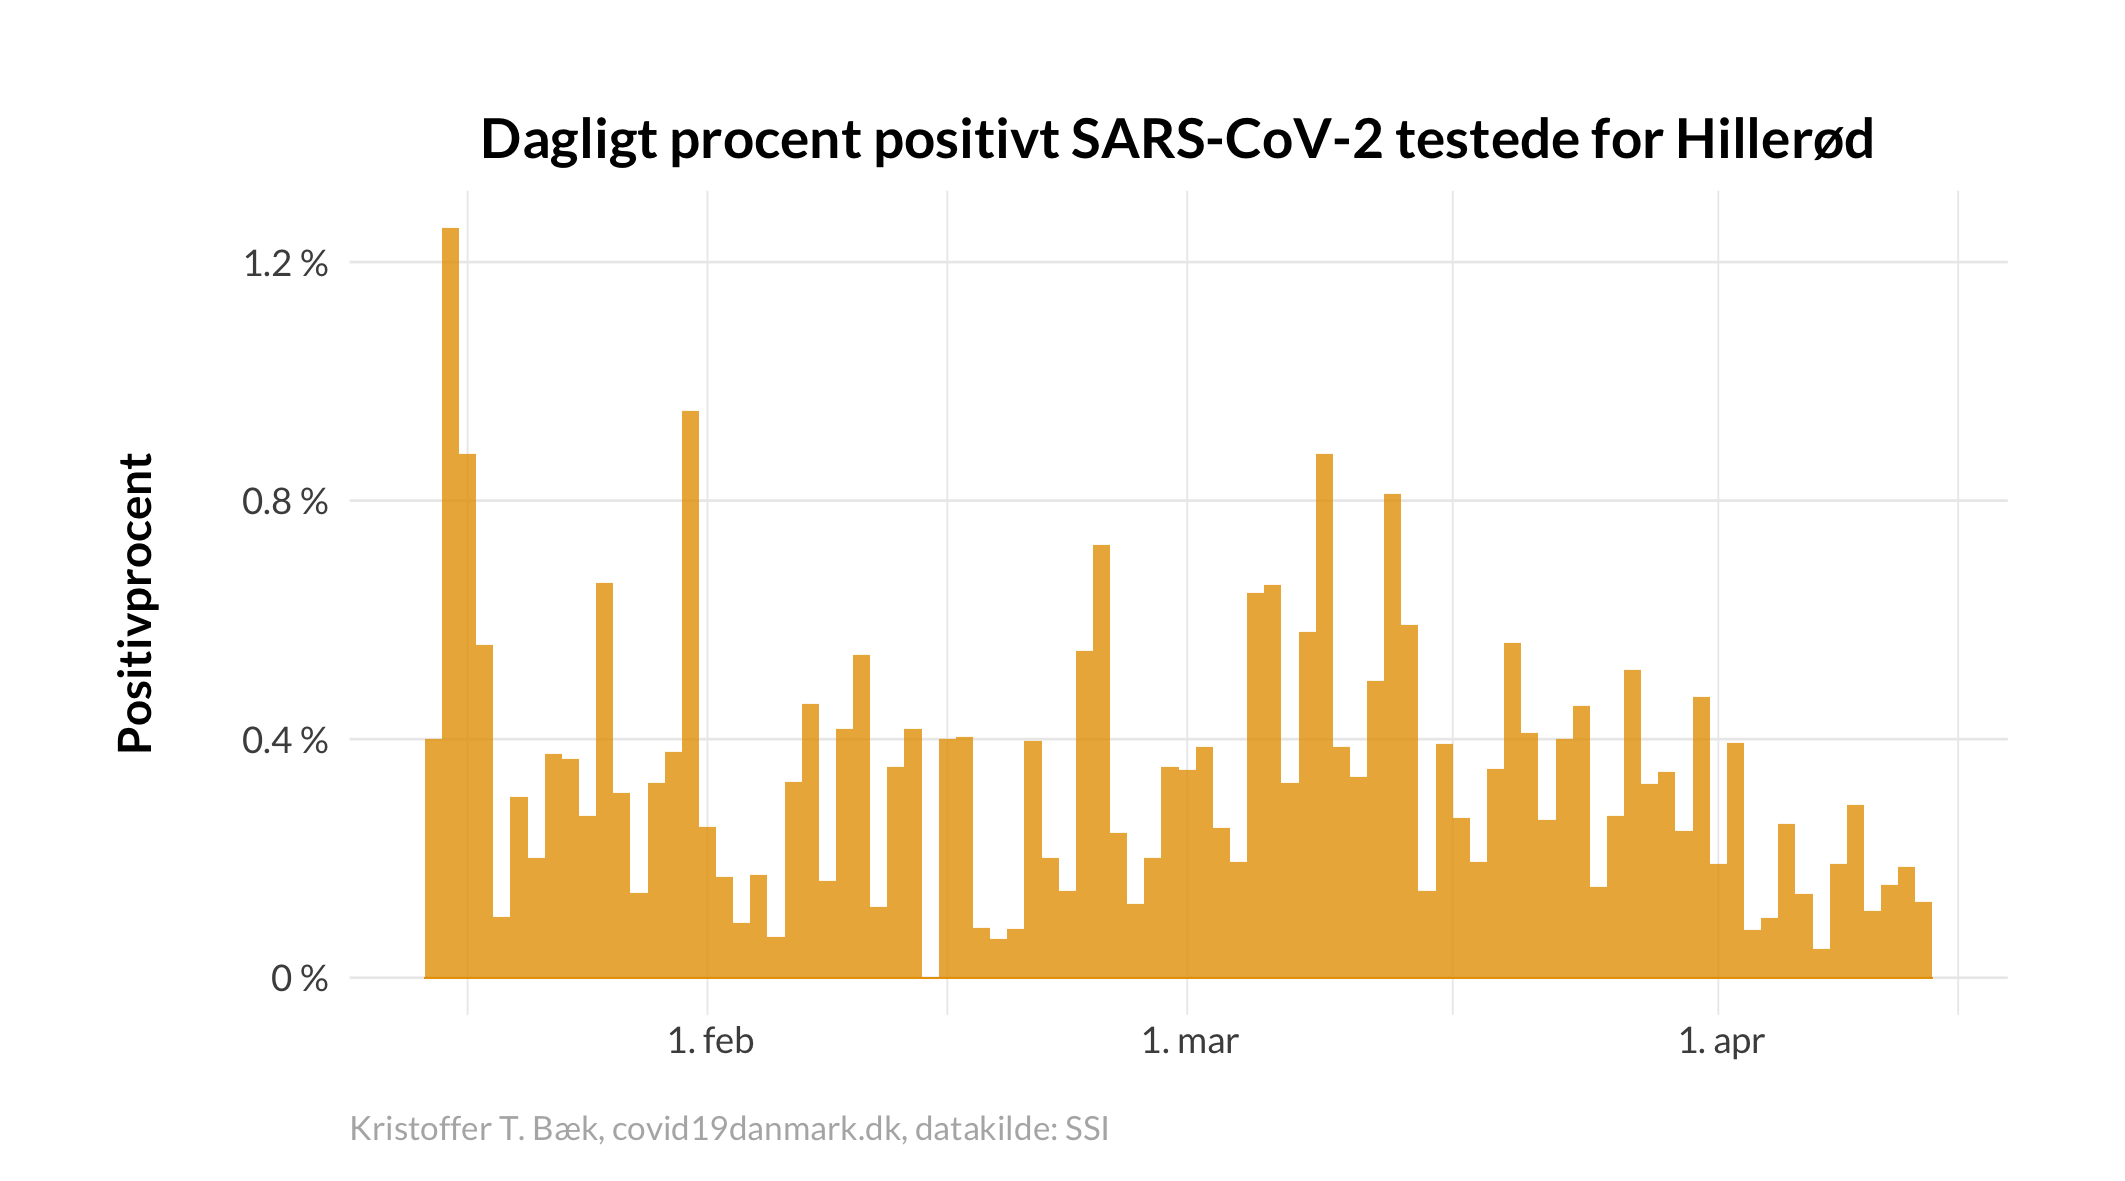 Dagligt procent positivt SARS-CoV-2 testede for Hillerød
Positivprocent
1.2 %
0.8 %
0.4 %
0 %
1. feb
1. mar
1. apr
Kristoffer T. Bæk, covid19danmark.dk, datakilde: SSI